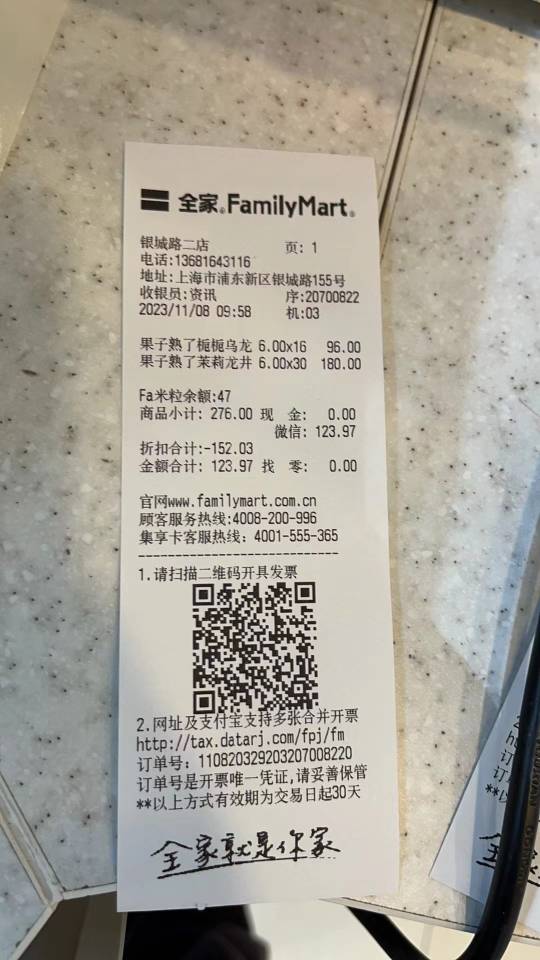 全家®FamilyMart®
银城路二店 页: 1
电话:13681643116
地址:上海市浦东新区银城路155号
收银员:资讯 序:20700822
2023/11/08 09:58 机:03
果子熟了栀栀乌龙 6.00x16 96.00
果子熟了茉莉龙井 6.00x30 180.00
Fa米粒余额:47
商品小计: 276.00 现 金: 0.00
微信: 123.97
折扣合计:-152.03
金额合计: 123.97 找 零: 0.00
官网www.familymart.com.cn
顾客服务热线:4008-200-996
集享卡客服热线: 4001-555-365
----------------------------
1.请扫描二维码开具发票
2.网址及支付宝支持多张合并开票
http://tax.datarj.com/fpj/fm
订单号: 110820329203207008220
订单号是开票唯一凭证,请妥善保管
**以上方式有效期为交易日起30天
全家就是你家